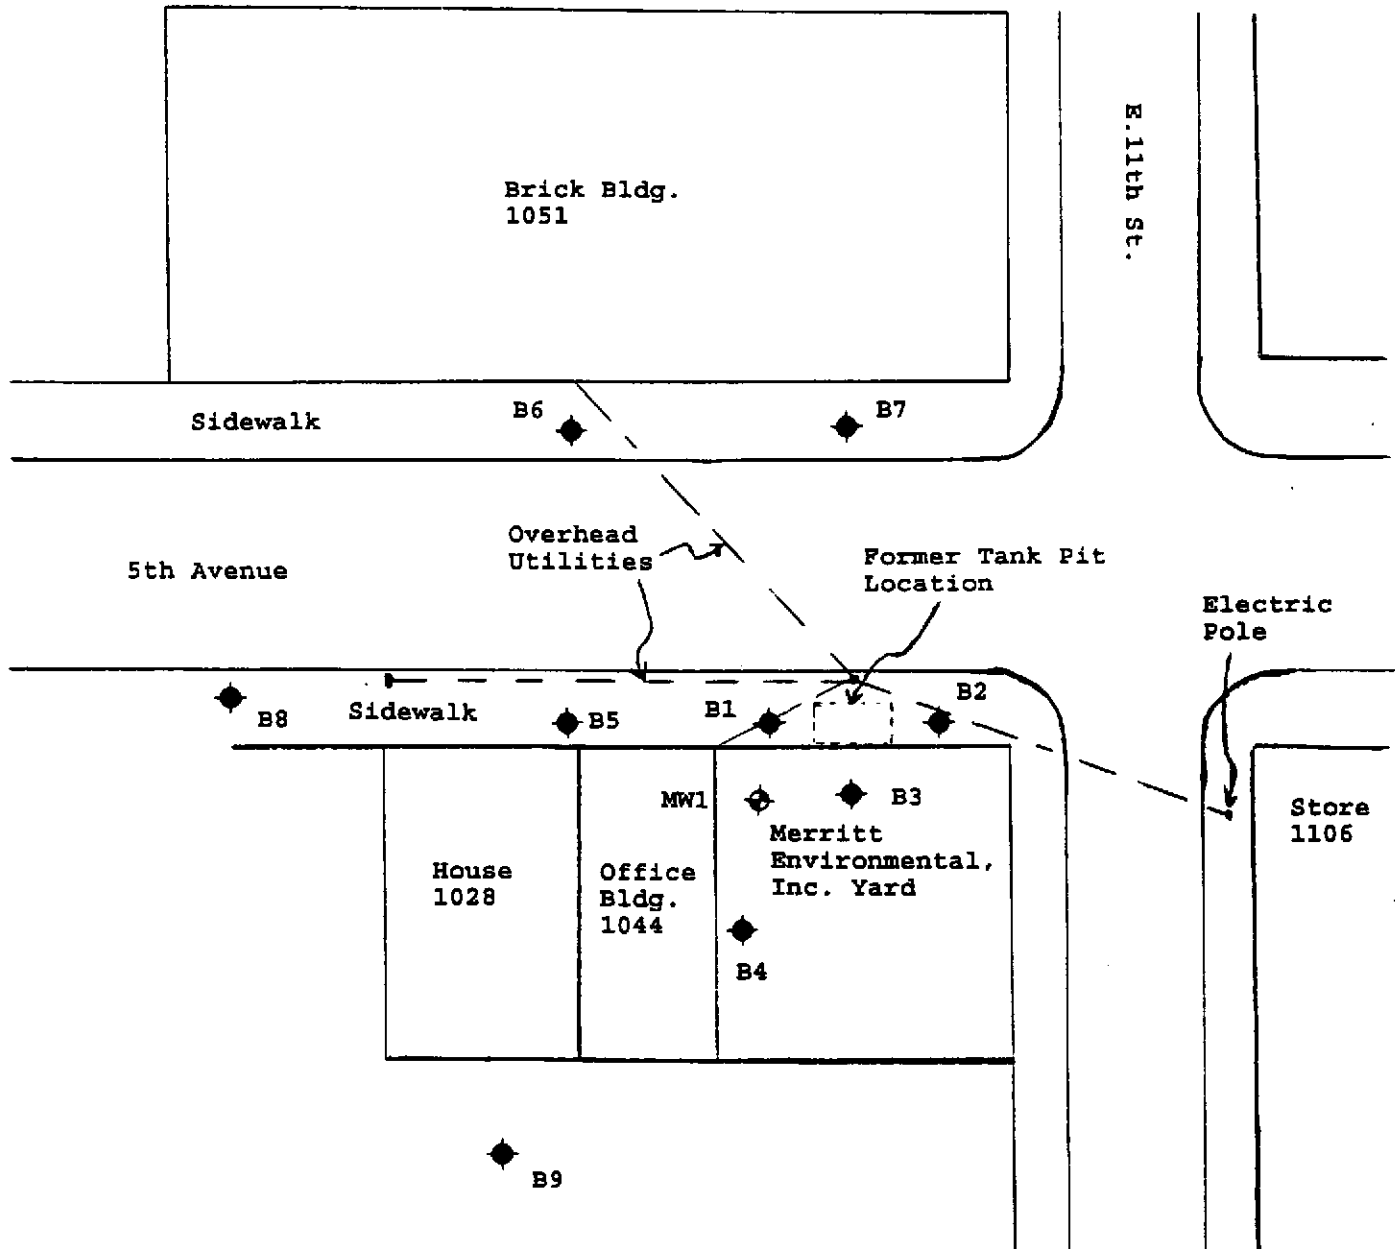 E.11th St.
Brick Bldg.
1051
Sidewalk
B6
B7
Overhead
Utilities
Former Tank Pit
Location
5th Avenue
Electric
Pole
B8
Sidewalk
B5
B1
B2
MW1
B3
Store
1106
Merritt
Environmental,
Inc. Yard
House
1028
Office
Bldg.
1044
B4
B9